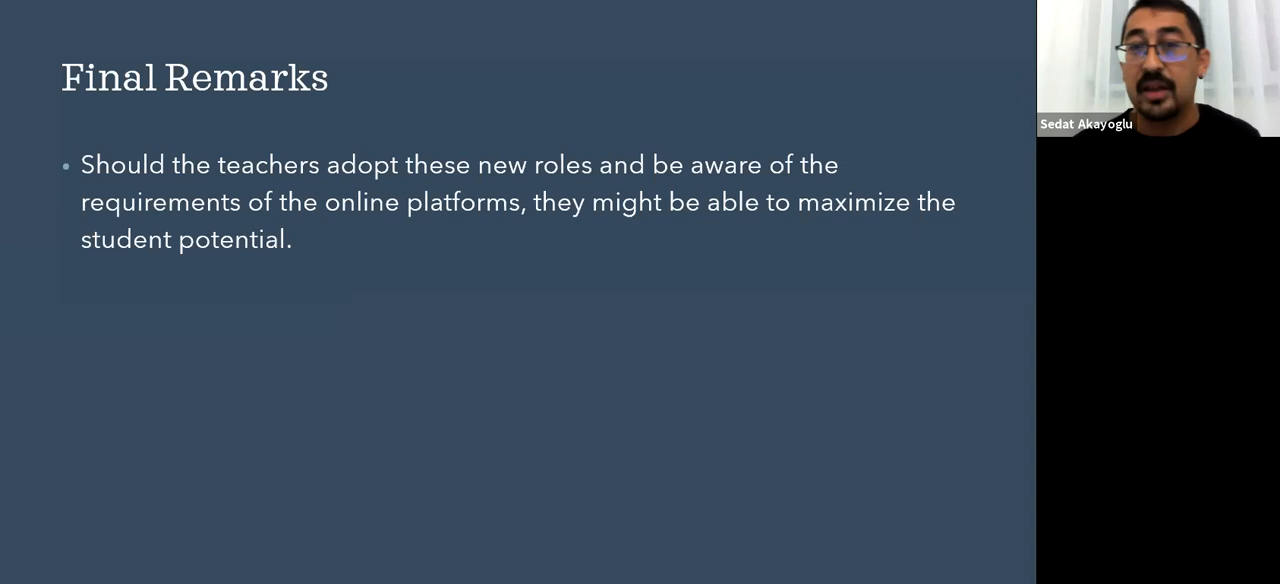 Final Remarks
Should the teachers adopt these new roles and be aware of the
requirements of the online platforms, they might be able to maximize the
student potential.
Sedat Akayoglu